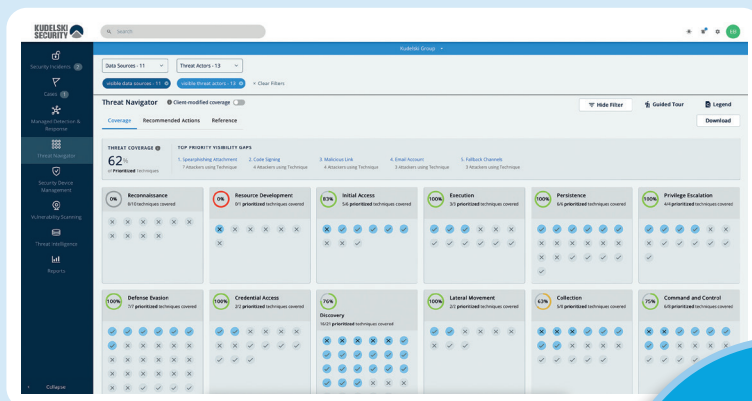 KUDELSKI
SECURITY
Search
EB
Kudelski Group
Security Incidents 2
Cases 1
Managed Detection &
Response
Threat Navigator
Security Device
Management
Vulnerability Scanning
Threat Intelligence
Reports
Collapse
Data Sources - 11
Threat Actors - 13
visible data sources : 11
visible threat actors : 13
Clear Filters
Threat Navigator
Client-modified coverage
Hide Filter
Guided Tour
Legend
Coverage
Recommended Actions
Reference
Download
THREAT COVERAGE
62%
of Prioritized techniques
TOP PRIORITY VISIBILITY GAPS
1. Spearphishing Attachment
7 Attackers using Technique
2. Code Signing
4 Attackers using Technique
3. Malicious Link
4 Attackers using Technique
4. Email Account
3 Attackers using Technique
5. Fallback Channels
3 Attackers using Technique
0%
Reconnaissance
0/10 techniques covered
0%
Resource Development
0/1 prioritized techniques covered
83%
Initial Access
5/6 prioritized techniques covered
100%
Execution
3/3 prioritized techniques covered
100%
Persistence
6/6 prioritized techniques covered
100%
Privilege Escalation
4/4 prioritized techniques covered
100%
Defense Evasion
7/7 prioritized techniques covered
100%
Credential Access
2/2 prioritized techniques covered
76%
Discovery
16/21 prioritized techniques covered
100%
Lateral Movement
2/2 prioritized techniques covered
63%
Collection
5/8 prioritized techniques covered
75%
Command and Control
6/8 prioritized techniques covered